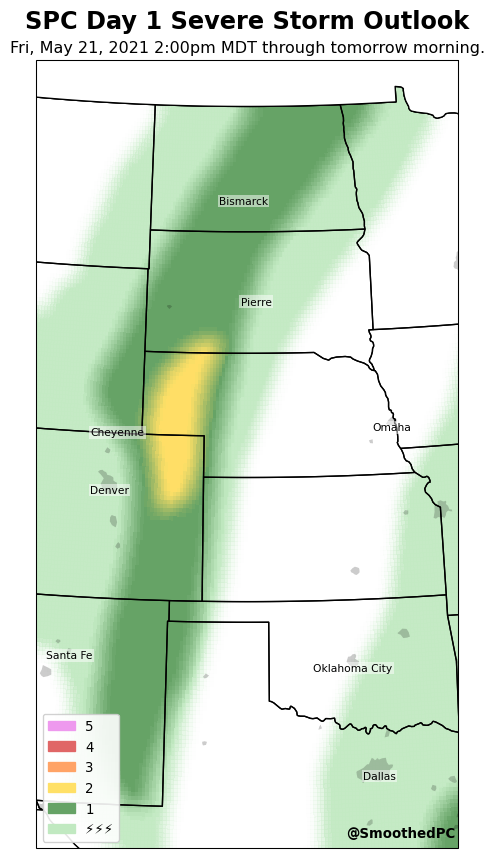 SPC Day 1 Severe Storm Outlook
Fri, May 21, 2021 2:00pm MDT through tomorrow morning.
Bismarck
Pierre
Omaha
Cheyenne
Denver
Santa Fe
Oklahoma City
Dallas
5
4
3
2
1
⚡⚡⚡
@SmoothedPC